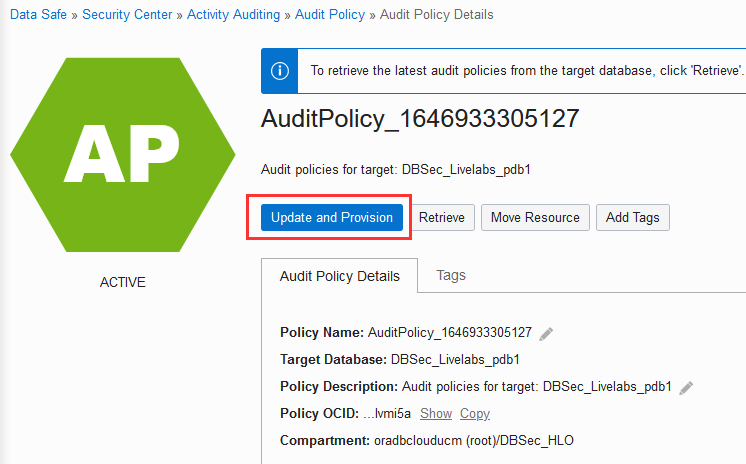 Data Safe » Security Center » Activity Auditing » Audit Policy » Audit Policy Details
To retrieve the latest audit policies from the target database, click 'Retrieve'.
AP
ACTIVE
AuditPolicy_1646933305127
Audit policies for target: DBSec_Livelabs_pdb1
Update and Provision Retrieve Move Resource Add Tags
Audit Policy Details Tags
Policy Name: AuditPolicy_1646933305127
Target Database: DBSec_Livelabs_pdb1
Policy Description: Audit policies for target: DBSec_Livelabs_pdb1
Policy OCID: ...lvmi5a Show Copy
Compartment: oradbclouducm (root)/DBSec_HLO